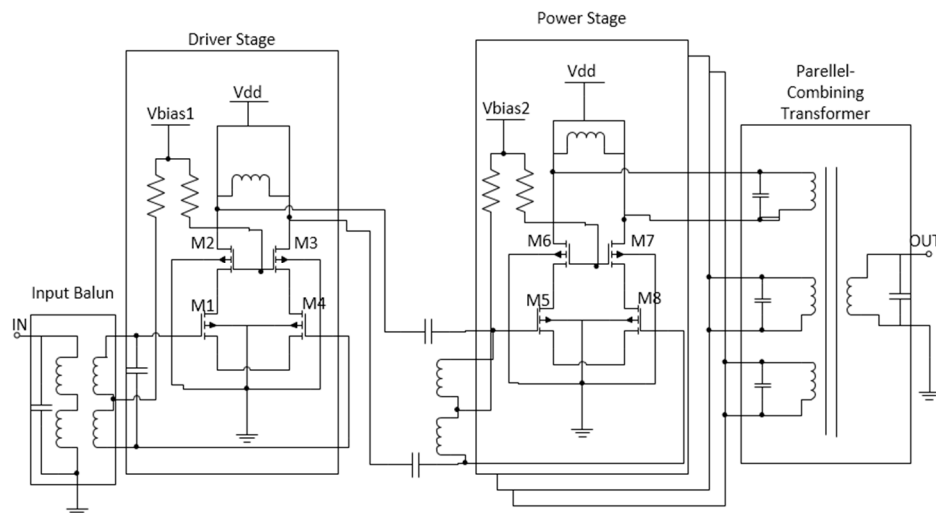 Power Stage
Driver Stage
Parellel-
Combining
Transformer
Vdd
Vdd
Vbias1
Vbias2
M2
M3
M6
M7
OUT
Input Balun
M1
M4
M5
M8
IN